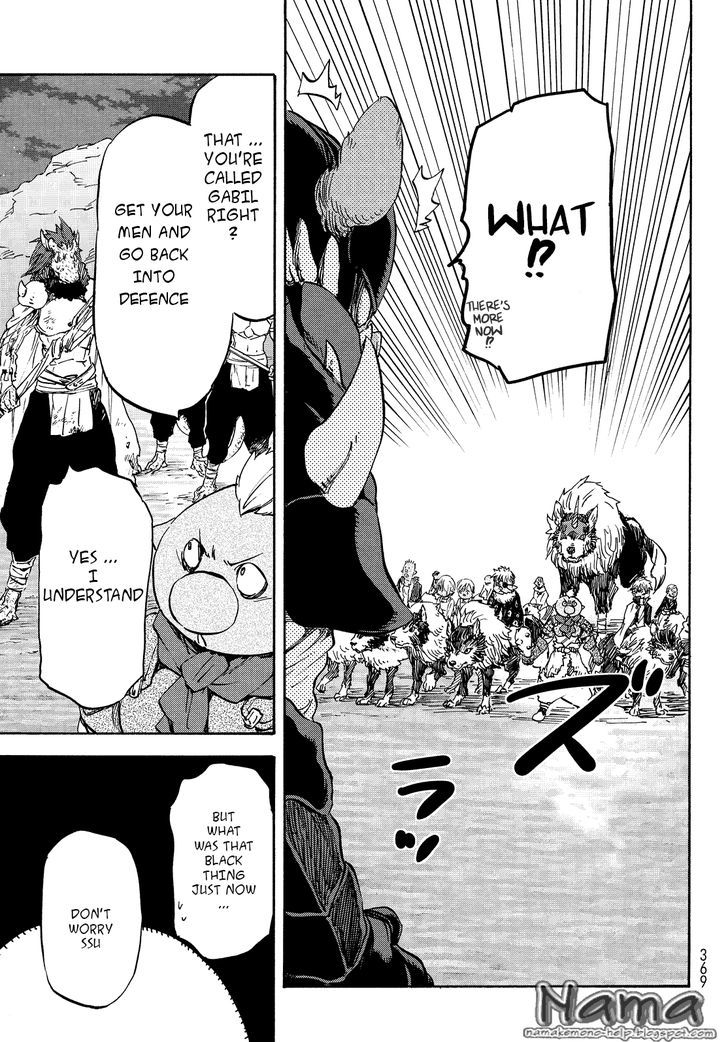 WHAT
!?
THERE'S
MORE
NOW
!?
ズッ
THAT ...
YOU'RE
CALLED
GABIL
RIGHT
?
GET YOUR
MEN AND
GO BACK
INTO
DEFENCE
YES ...
I
UNDERSTAND
BUT
WHAT
WAS THAT
BLACK
THING
JUST NOW
...
DON'T
WORRY
SSU
369
Nama
namakemono-help.blogspot.com